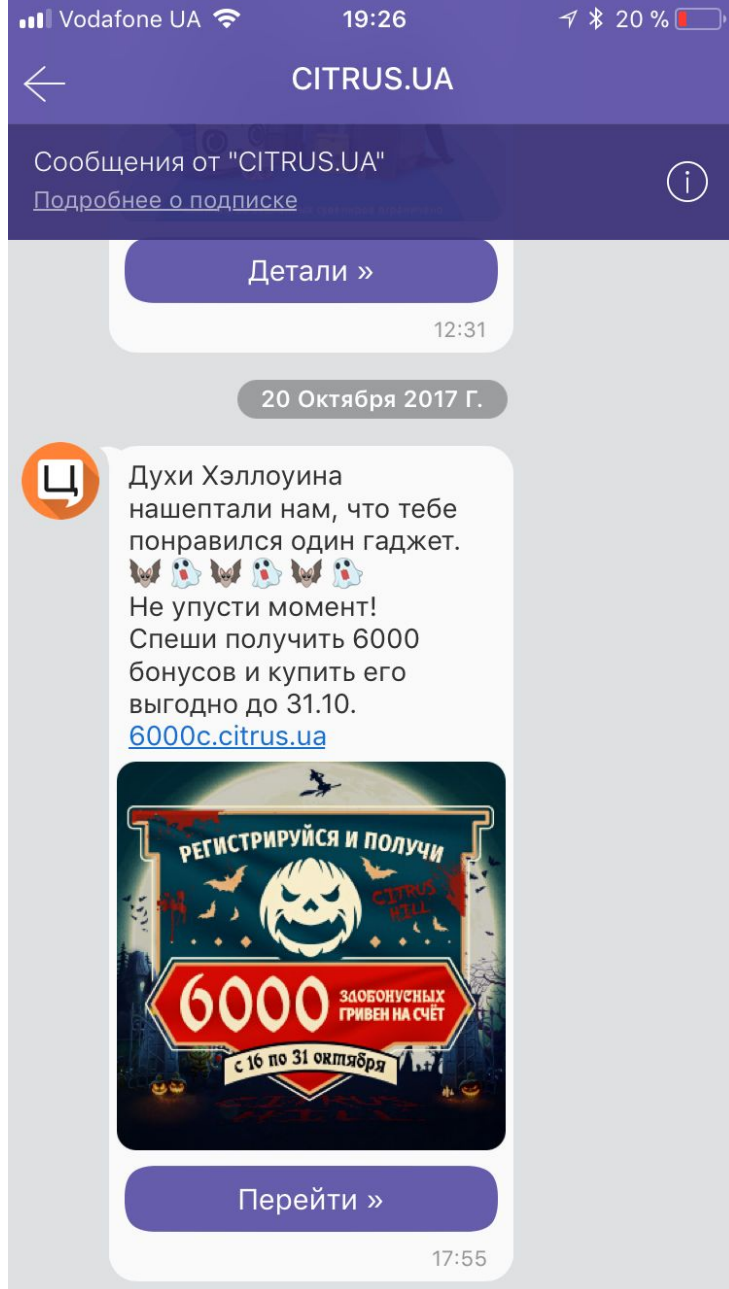 Vodafone UA 19:26 20 %
CITRUS.UA
Сообщения от "CITRUS.UA"
Подробнее о подписке
Детали »
12:31
20 Октября 2017 Г.
Ц
Духи Хэллоуина
нашептали нам, что тебе
понравился один гаджет.
🦇👻🦇👻🦇👻
Не упусти момент!
Спеши получить 6000
бонусов и купить его
выгодно до 31.10.
6000c.citrus.ua
РЕГИСТРИРУЙСЯ И ПОЛУЧИ
CITRUS
HILL
6000 ЗЛОБОНУСНЫХ
ГРИВЕН НА СЧЁТ
с 16 по 31 октября
CITRUS
HILL
Перейти »
17:55